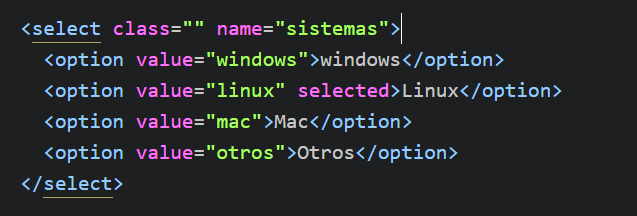 <select class="" name="sistemas">
<option value="windows">windows</option>
<option value="linux" selected>Linux</option>
<option value="mac">Mac</option>
<option value="otros">Otros</option>
</select>